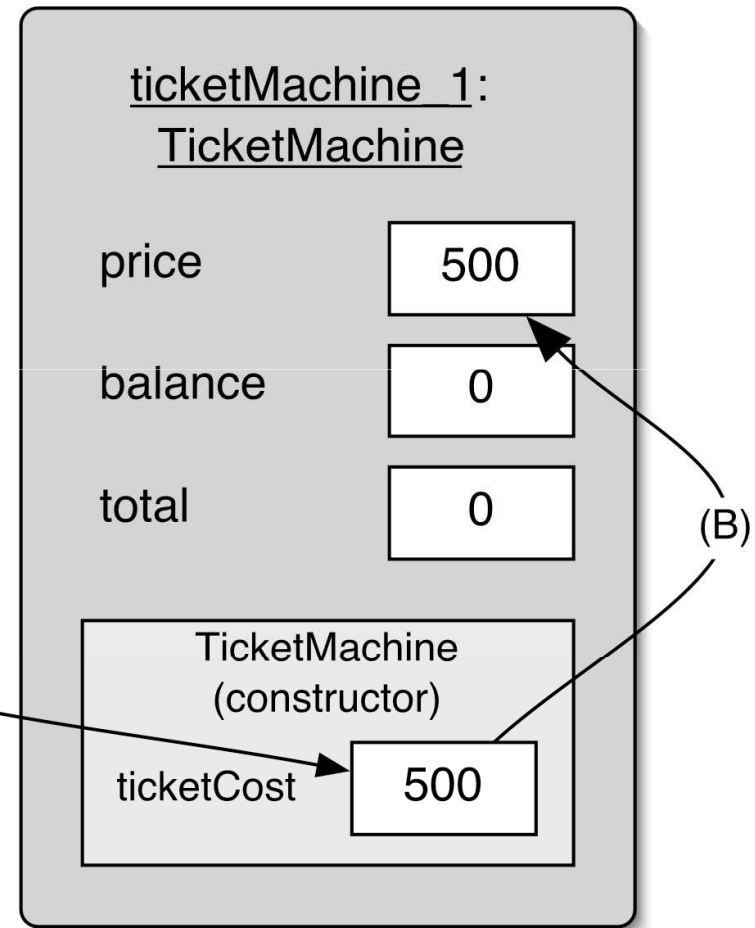 ticketMachine_1:
TicketMachine
price
500
balance
0
total
0
(B)
TicketMachine
(constructor)
ticketCost
500